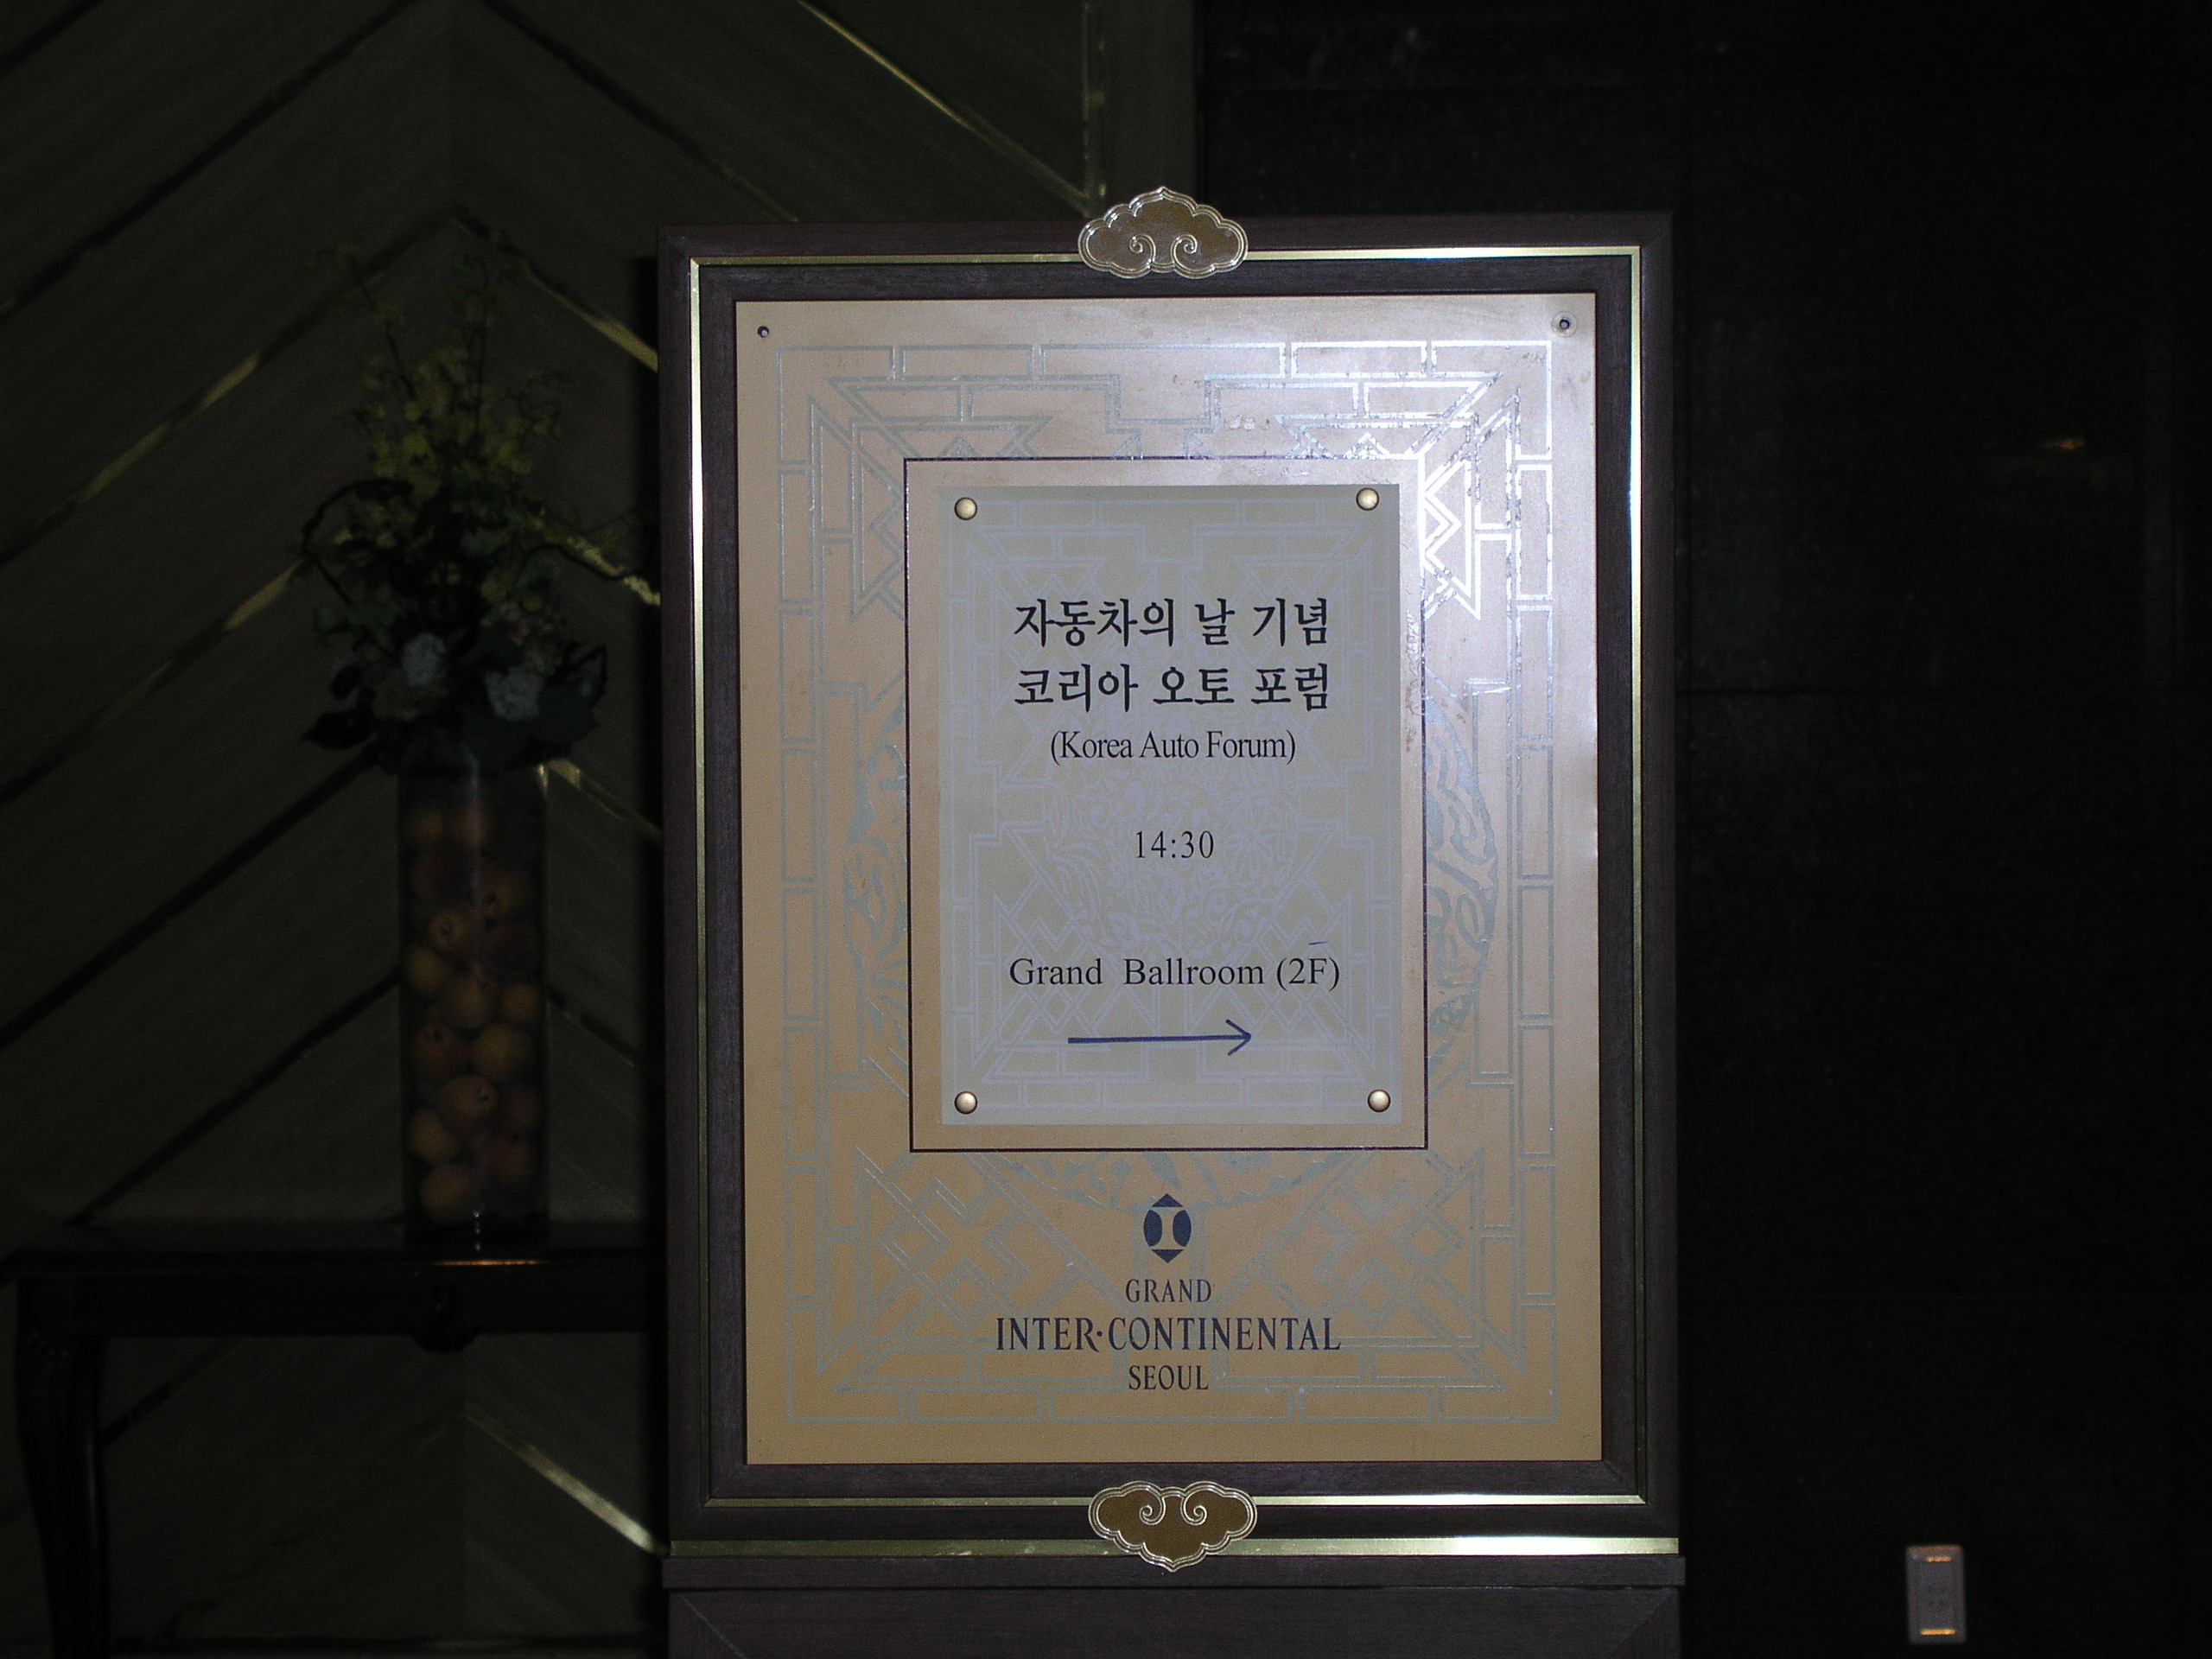 자동차의 날 기념
코리아 오토 포럼
(Korea Auto Forum)
14:30
Grand Ballroom (2F)
GRAND
INTER·CONTINENTAL
SEOUL